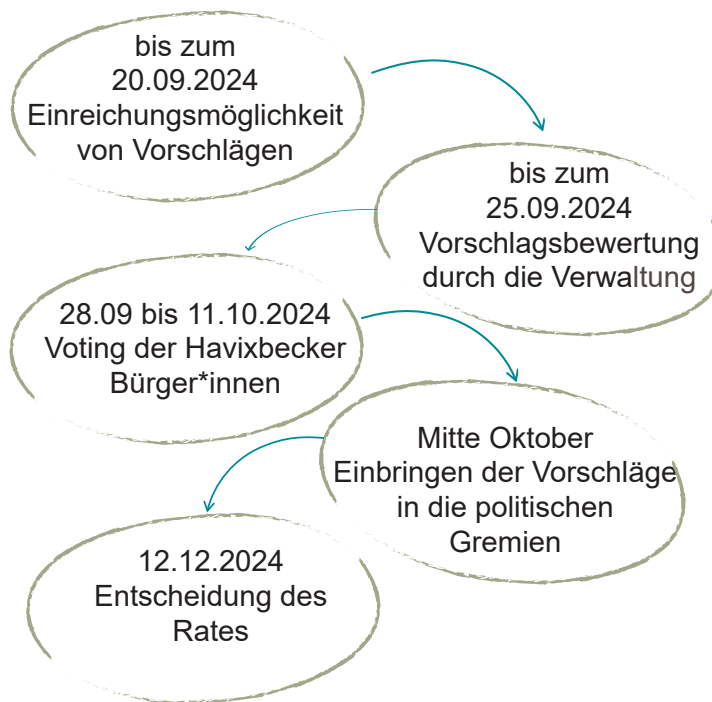 bis zum
20.09.2024
Einreichungsmöglichkeit
von Vorschlägen
bis zum
25.09.2024
Vorschlagsbewertung
durch die Verwaltung
28.09 bis 11.10.2024
Voting der Havixbecker
Bürger*innen
Mitte Oktober
Einbringen der Vorschläge
in die politischen
Gremien
12.12.2024
Entscheidung des
Rates